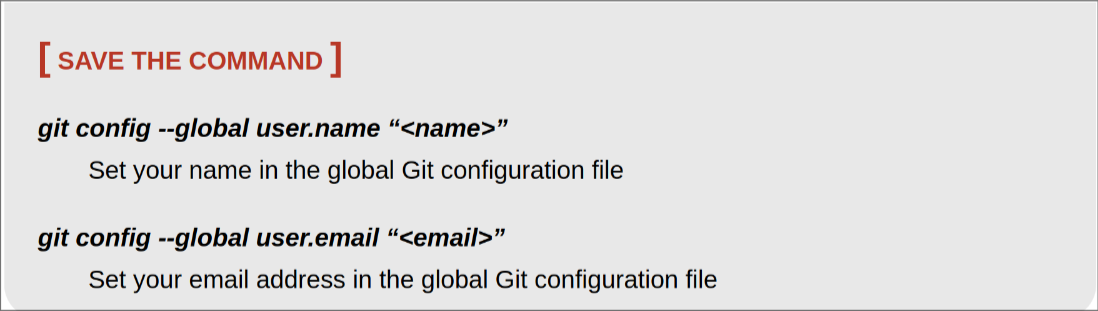 [ SAVE THE COMMAND ]
git config --global user.name “<name>”
Set your name in the global Git configuration file
git config --global user.email “<email>”
Set your email address in the global Git configuration file